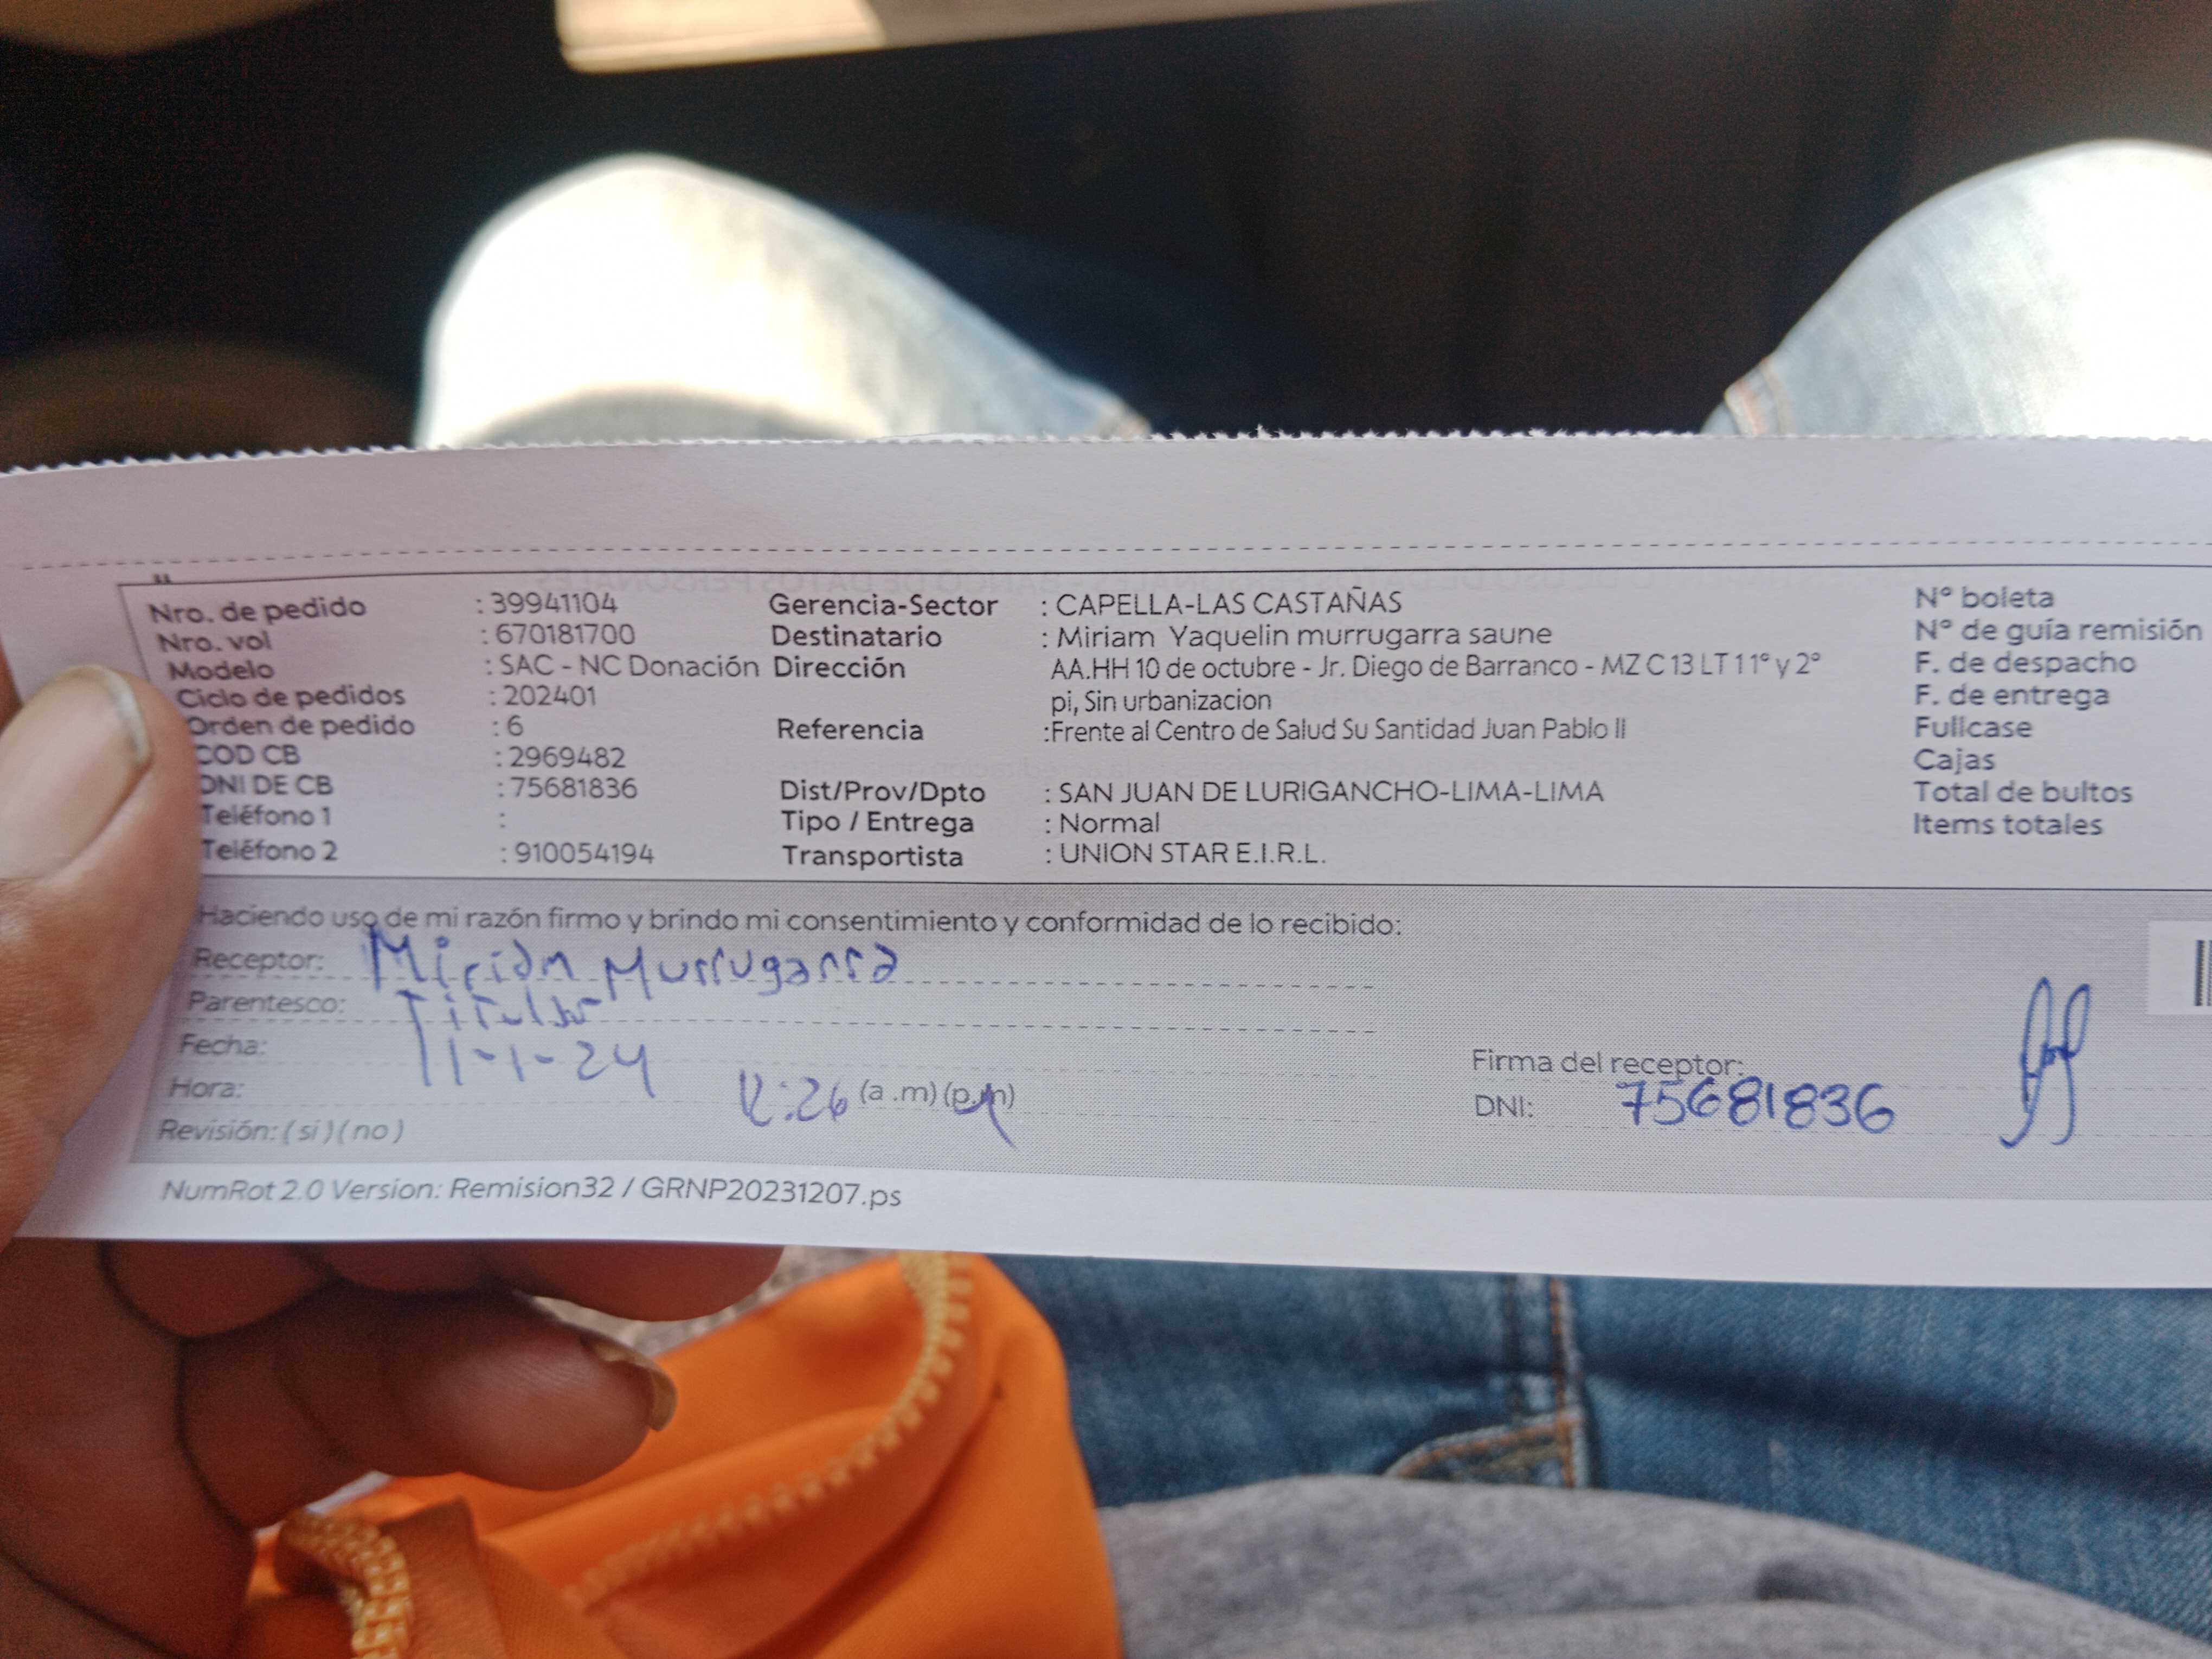 Nro. de pedido : 39941104 Gerencia-Sector : CAPELLA-LAS CASTAÑAS Nº boleta
Nro. vol : 670181700 Destinatario : Miriam Yaquelin murrugarra saune Nº de guía remisión
Modelo : SAC - NC Donación Dirección AA.HH 10 de octubre - Jr. Diego de Barranco - MZ C 13 LT 1 1° y 2° F. de despacho
Ciclo de pedidos : 202401 pi, Sin urbanizacion F. de entrega
Orden de pedido : 6 Referencia :Frente al Centro de Salud Su Santidad Juan Pablo II Fullcase
COD CB : 2969482 Cajas
DNI DE CB : 75681836 Dist/Prov/Dpto : SAN JUAN DE LURIGANCHO-LIMA-LIMA Total de bultos
Teléfono 1 : Tipo / Entrega : Normal Items totales
Teléfono 2 : 910054194 Transportista : UNION STAR E.I.R.L.
Haciendo uso de mi razón firmo y brindo mi consentimiento y conformidad de lo recibido:
Receptor: Miriam Murrugarra
Parentesco: Titular
Fecha: 11-1-24 Firma del receptor:
Hora: 12:26 (a .m) (p.m) DNI: 75681836
Revisión: ( si ) ( no )
NumRot 2.0 Version: Remision32 / GRNP20231207.ps